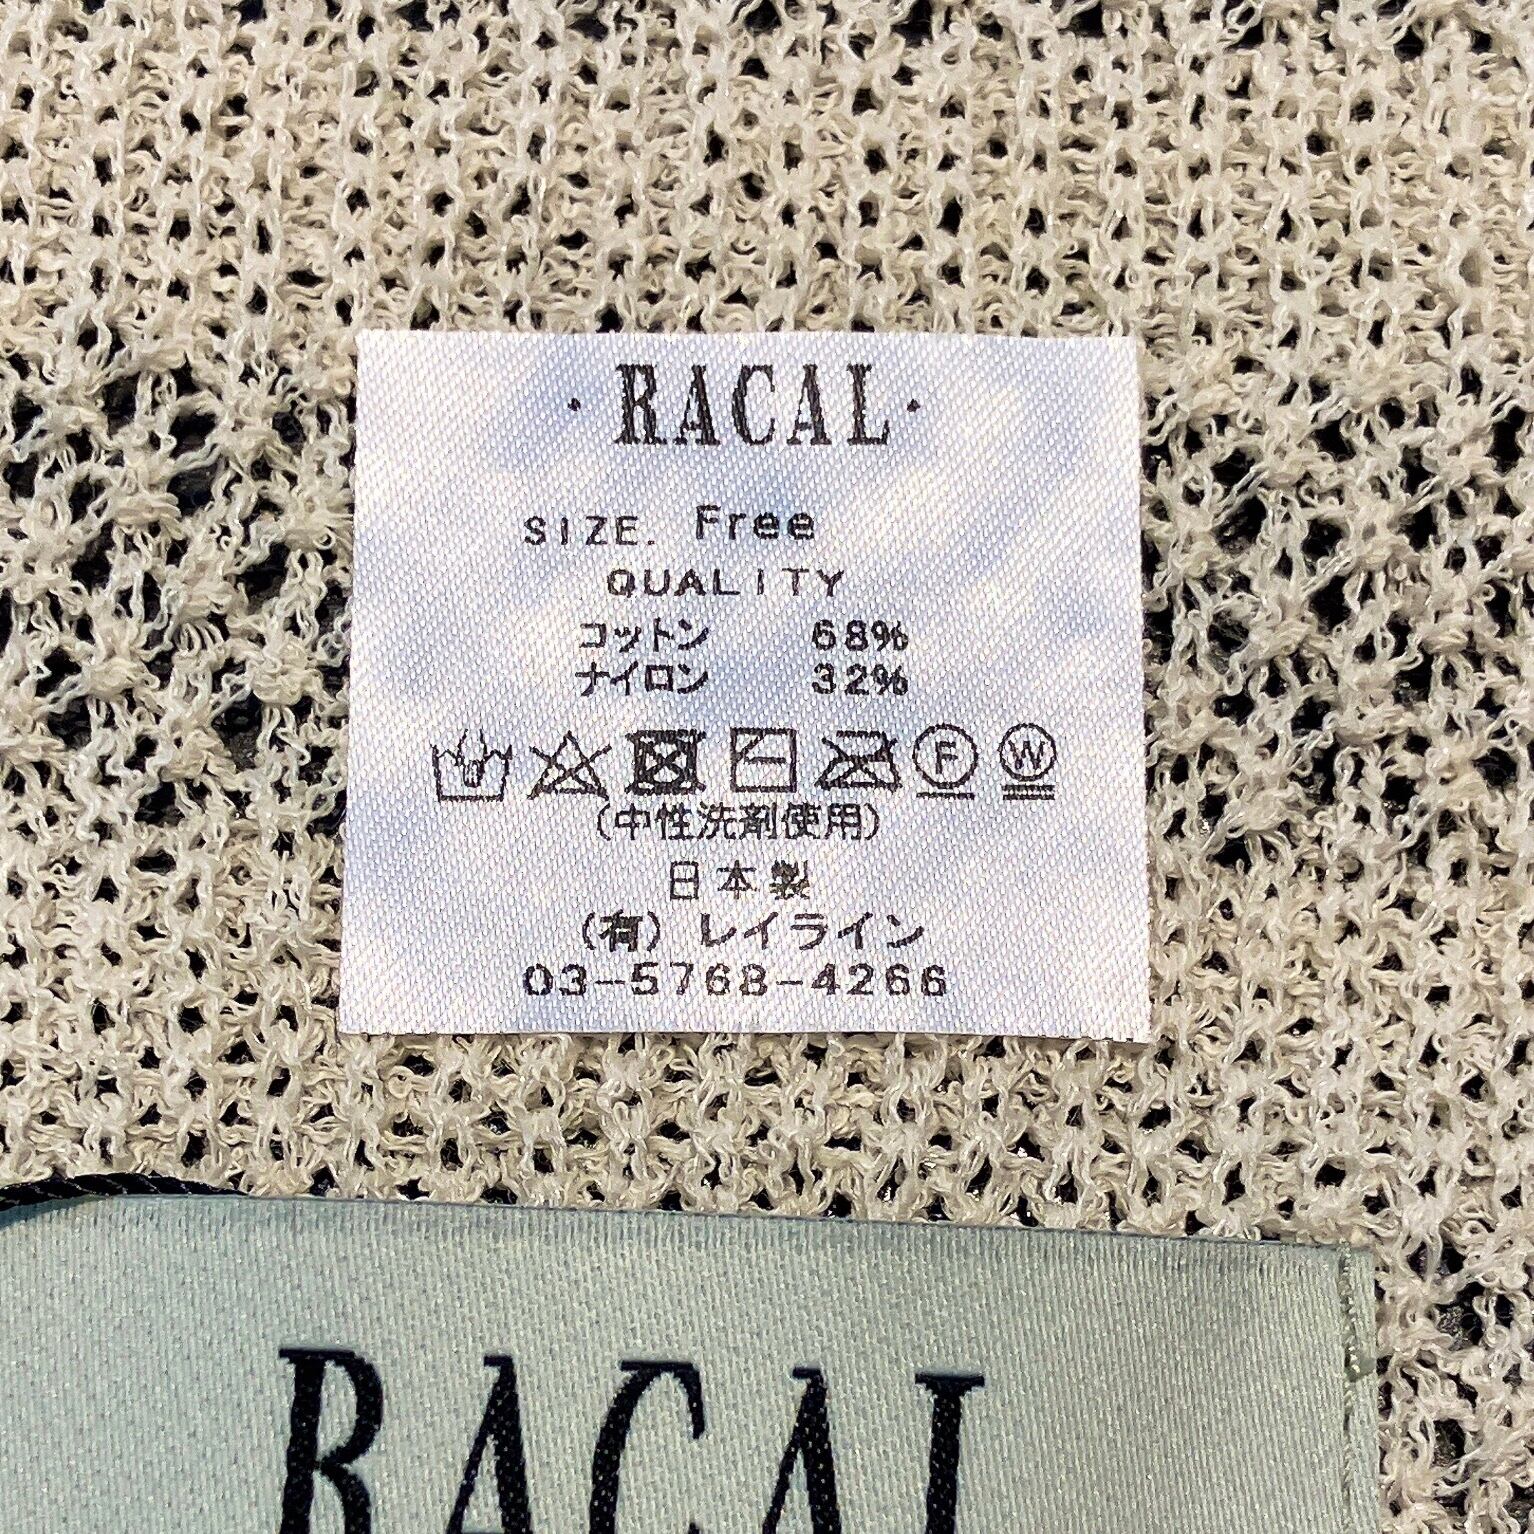 · RACAL ·
SIZE. Free
QUALITY
コットン 68%
ナイロン 32%
F W
(中性洗剤使用)
日本製
(有) レイライン
03-5768-4266
RACAL